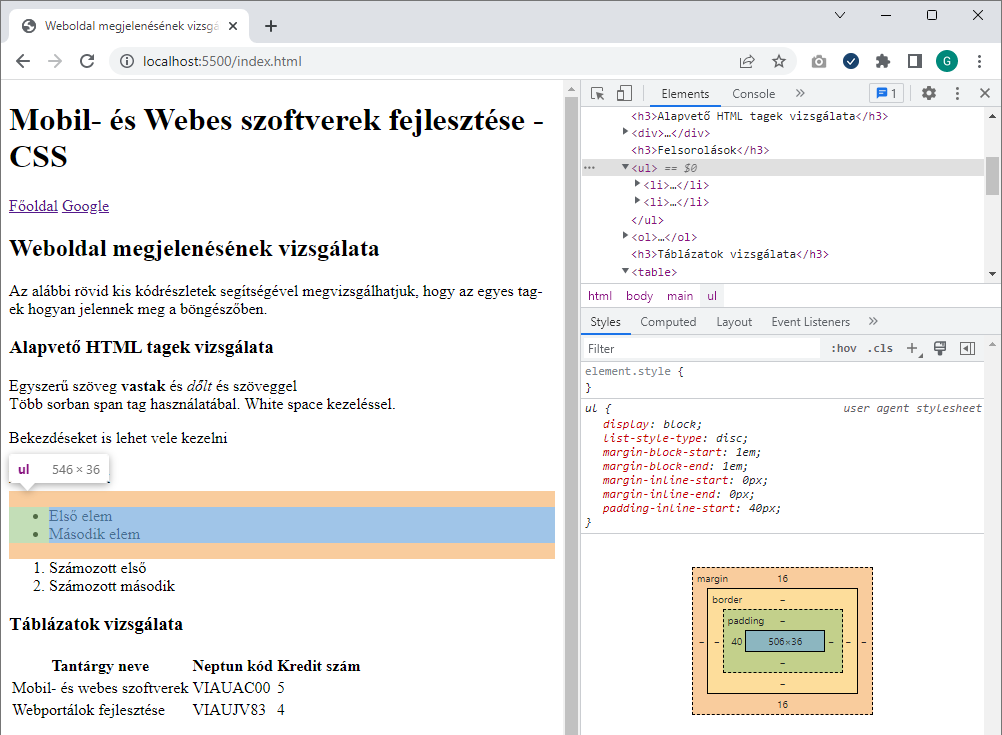 Weboldal megjelenésének vizsgá
localhost:5500/index.html
G
Mobil- és Webes szoftverek fejlesztése -
CSS
Főoldal Google
Weboldal megjelenésének vizsgálata
Az alábbi rövid kis kódrészletek segítségével megvizsgálhatjuk, hogy az egyes tag-
ek hogyan jelennek meg a böngészőben.
Alapvető HTML tagek vizsgálata
Egyszerű szöveg vastak és dőlt és szöveggel
Több sorban span tag használatábal. White space kezeléssel.
Bekezdéseket is lehet vele kezelni
ul 546 × 36
• Első elem
• Második elem
1. Számozott első
2. Számozott második
Táblázatok vizsgálata
Tantárgy neve Neptun kód Kredit szám
Mobil- és webes szoftverek VIAUAC00 5
Webportálok fejlesztése VIAUJV83 4
Elements Console » 1
<h3>Alapvető HTML tagek vizsgálata</h3>
<div>…</div>
<h3>Felsorolások</h3>
<ul> == $0
<li>…</li>
<li>…</li>
</ul>
<ol>…</ol>
<h3>Táblázatok vizsgálata</h3>
<table>
html body main ul
Styles Computed Layout Event Listeners »
Filter :hov .cls +
element.style {
}
ul { user agent stylesheet
display: block;
list-style-type: disc;
margin-block-start: 1em;
margin-block-end: 1em;
margin-inline-start: 0px;
margin-inline-end: 0px;
padding-inline-start: 40px;
}
margin 16
border –
padding –
– – 40 506×36 – – –
–
–
16